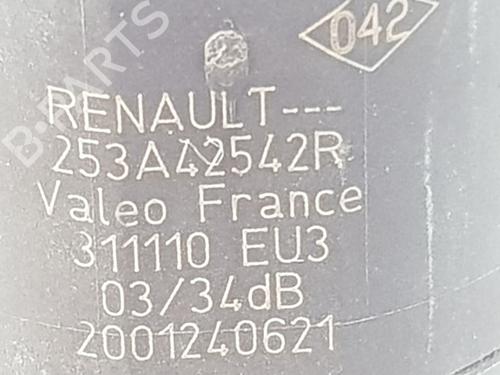 042
RENAULT---
253A42542R
Valeo France
311110 EU3
03/34dB
2001240621
B-PARTS